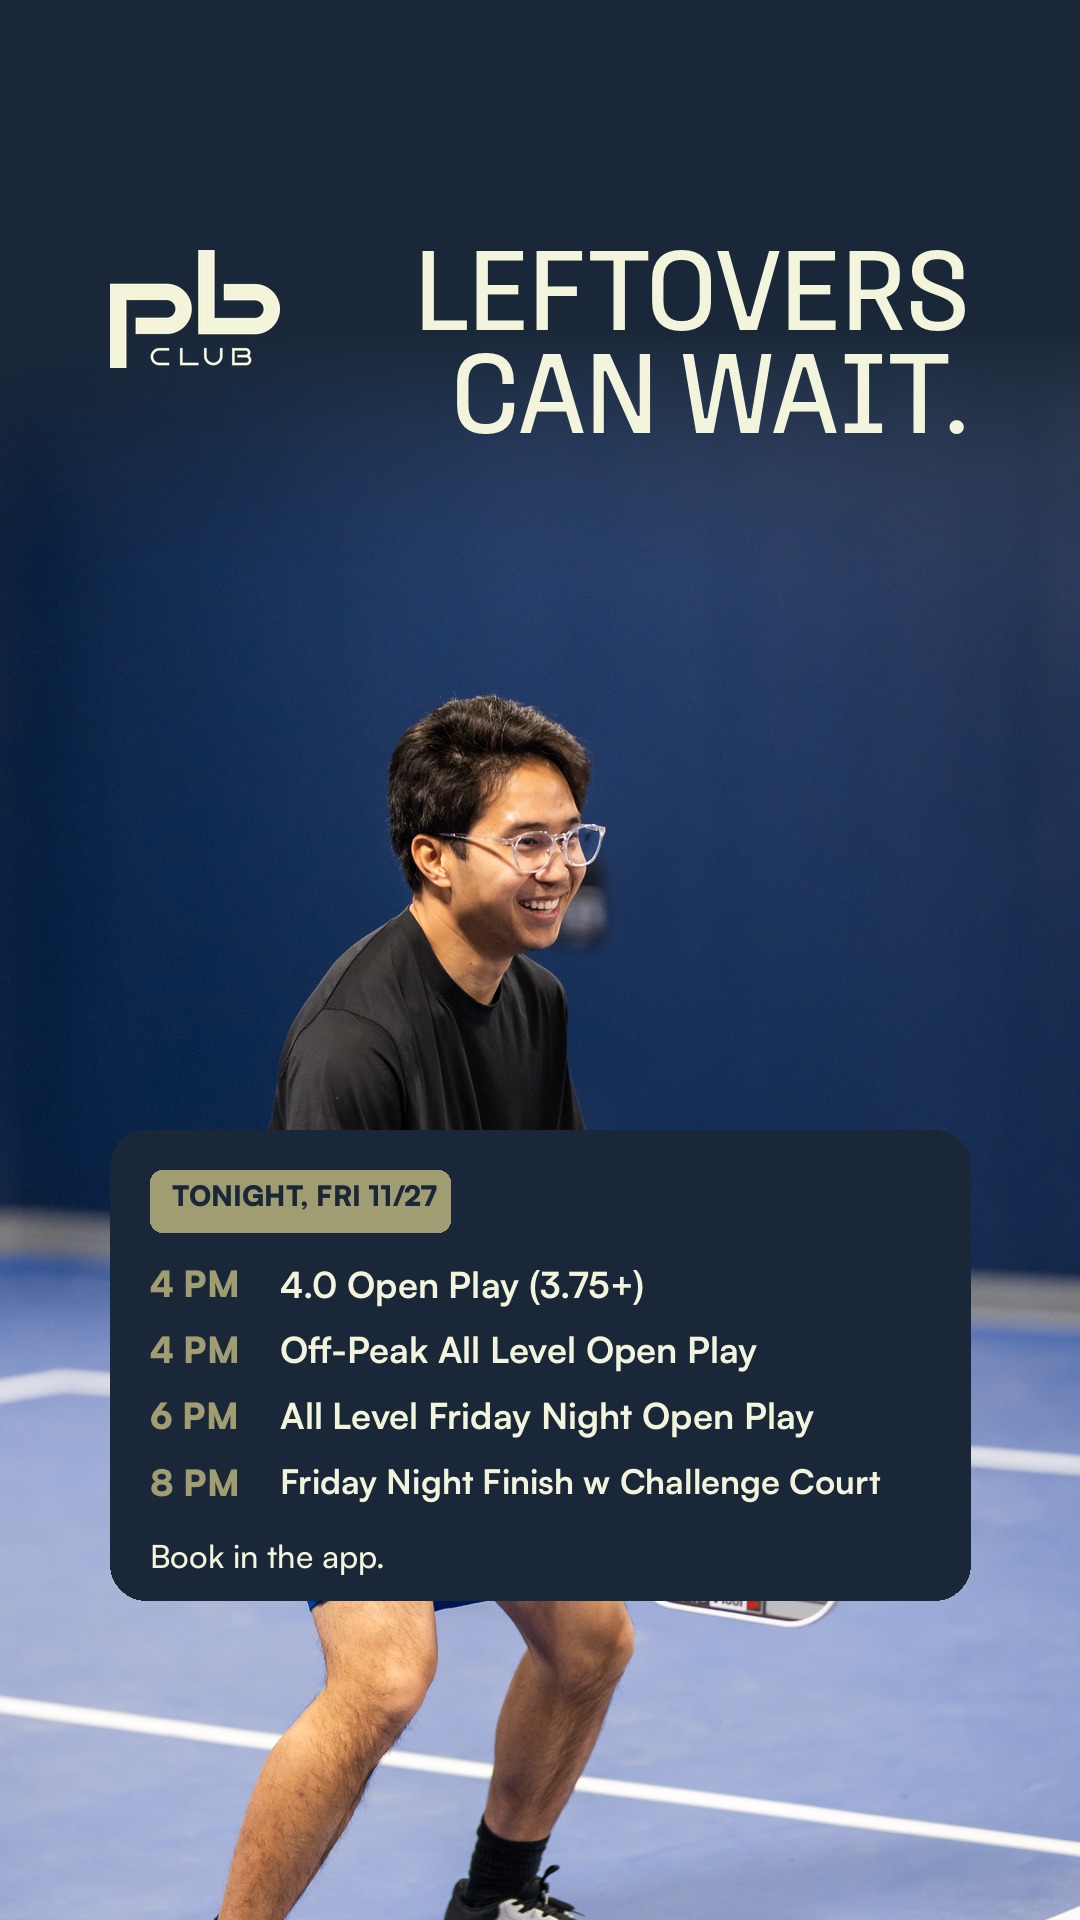 pb
CLUB
LEFTOVERS
CAN WAIT.
TONIGHT, FRI 11/27
4 PM 4.0 Open Play (3.75+)
4 PM Off-Peak All Level Open Play
6 PM All Level Friday Night Open Play
8 PM Friday Night Finish w Challenge Court
Book in the app.